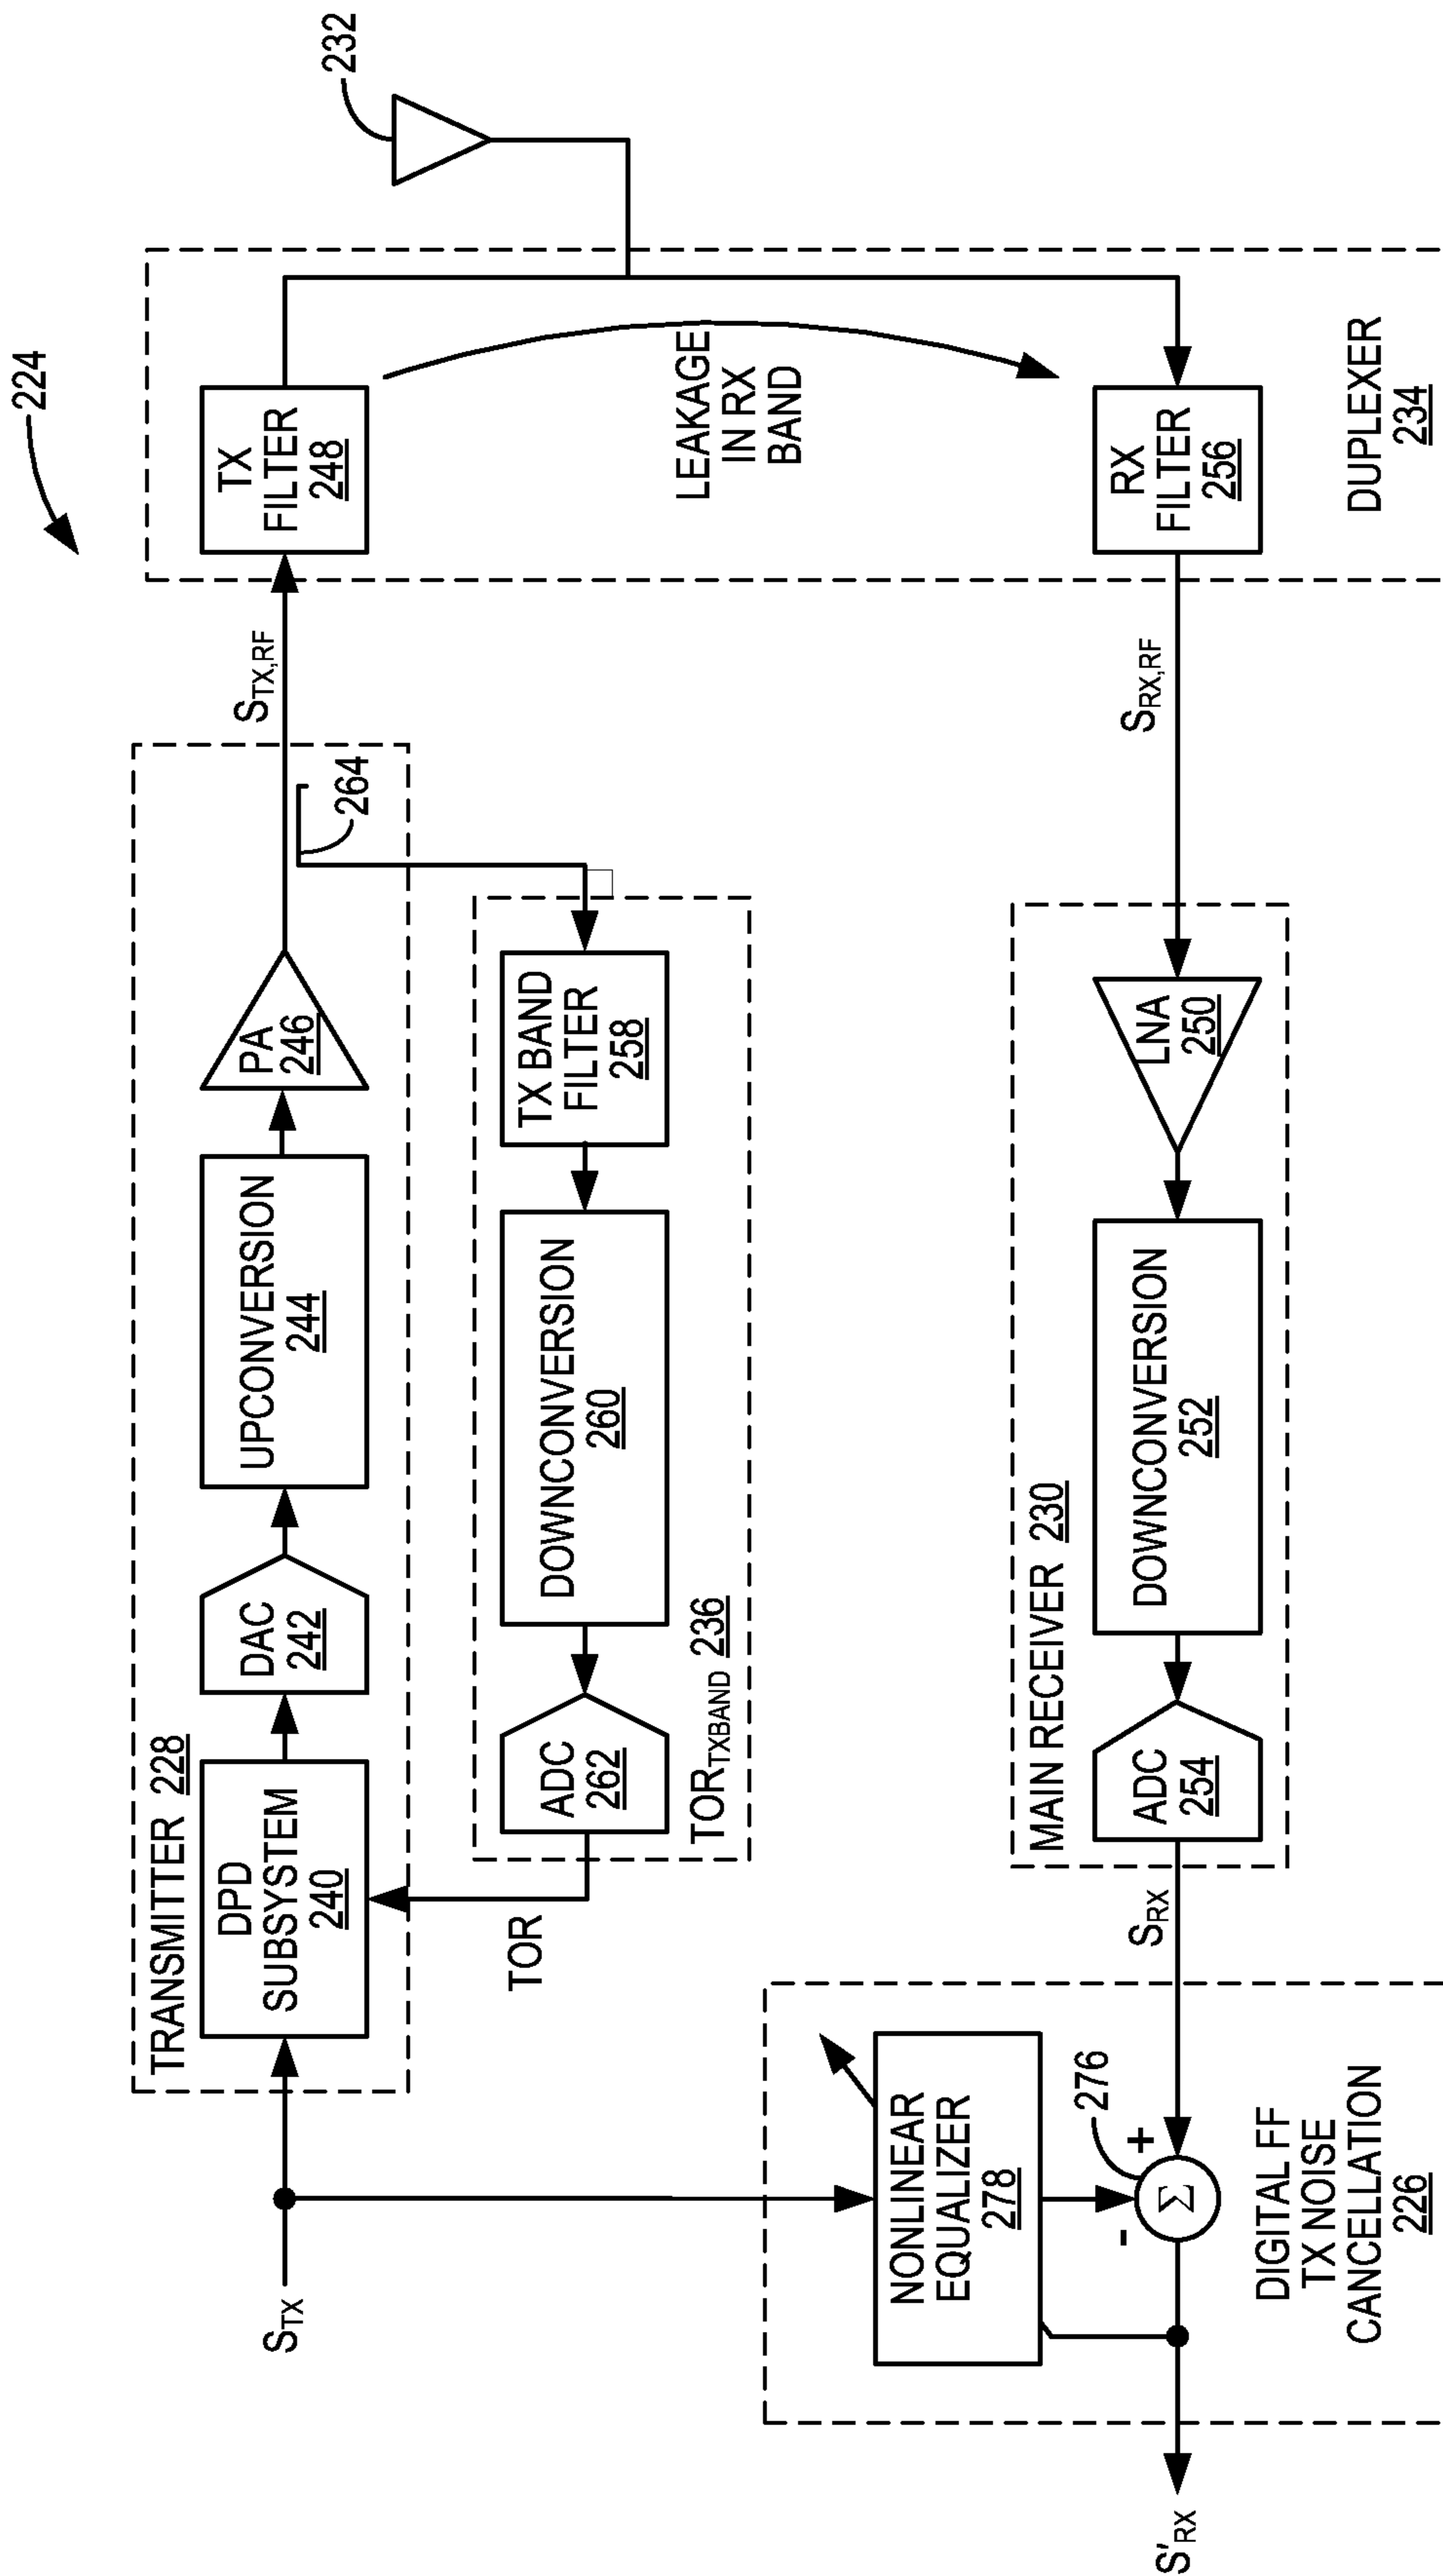 224
232
S_TX
TRANSMITTER 228
DPD
SUBSYSTEM
240
DAC
242
UPCONVERSION
244
PA
246
S_TX,RF
TX
FILTER
248
264
TOR
ADC
262
DOWNCONVERSION
260
TX BAND
FILTER
258
TOR_TXBAND 236
LEAKAGE
IN RX
BAND
NONLINEAR
EQUALIZER
278
276
+
-
Σ
S'_RX
DIGITAL FF
TX NOISE
CANCELLATION
226
S_RX
MAIN RECEIVER 230
ADC
254
DOWNCONVERSION
252
LNA
250
S_RX,RF
RX
FILTER
256
DUPLEXER
234